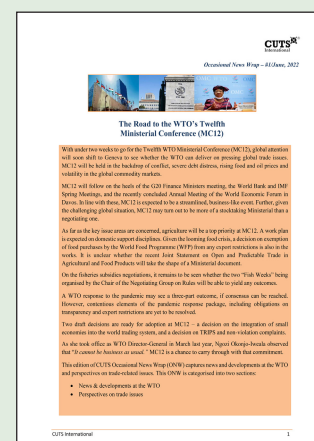 CUTS
International
Occasional News Wrap – #1/June, 2022
The Road to the WTO's Twelfth
Ministerial Conference (MC12)
With under two weeks to go for the Twelfth WTO Ministerial Conference (MC12), global attention
will soon shift to Geneva to see whether the WTO can deliver on pressing global trade issues.
MC12 will be held in the backdrop of conflict, severe debt distress, rising food and oil prices and
volatility in the global commodity markets.
MC12 will follow on the heels of the G20 Finance Ministers meeting, the World Bank and IMF
Spring Meetings, and the recently concluded Annual Meeting of the World Economic Forum in
Davos. In line with these, MC12 is expected to be a streamlined, business-like event. Further, given
the challenging global situation, MC12 may turn out to be more of a stocktaking Ministerial than a
negotiating one.
As far as the key issue areas are concerned, agriculture will be a top priority at MC12. A work plan
is expected on domestic support disciplines. Given the looming food crisis, a decision on exemption
of food purchases by the World Food Programme (WFP) from any export restrictions is also in the
works. It is unclear whether the recent Joint Statement on Open and Predictable Trade in
Agricultural and Food Products will take the shape of a Ministerial document.
On the fisheries subsidies negotiations, it remains to be seen whether the two "Fish Weeks" being
organised by the Chair of the Negotiating Group on Rules will be able to yield any outcomes.
A WTO response to the pandemic may see a three-part outcome, if consensus can be reached.
However, contentious elements of the pandemic response package, including obligations on
transparency and export restrictions are yet to be resolved.
Two draft decisions are ready for adoption at MC12 – a decision on the integration of small
economies into the world trading system, and a decision on TRIPS and non-violation complaints.
As she took office as WTO Director-General in March last year, Ngozi Okonjo-Iweala observed
that "It cannot be business as usual." MC12 is a chance to carry through with that commitment.
This edition of CUTS Occasional News Wrap (ONW) captures news and developments at the WTO
and perspectives on trade-related issues. This ONW is categorised into two sections:
• News & developments at the WTO
• Perspectives on trade issues
CUTS International 1